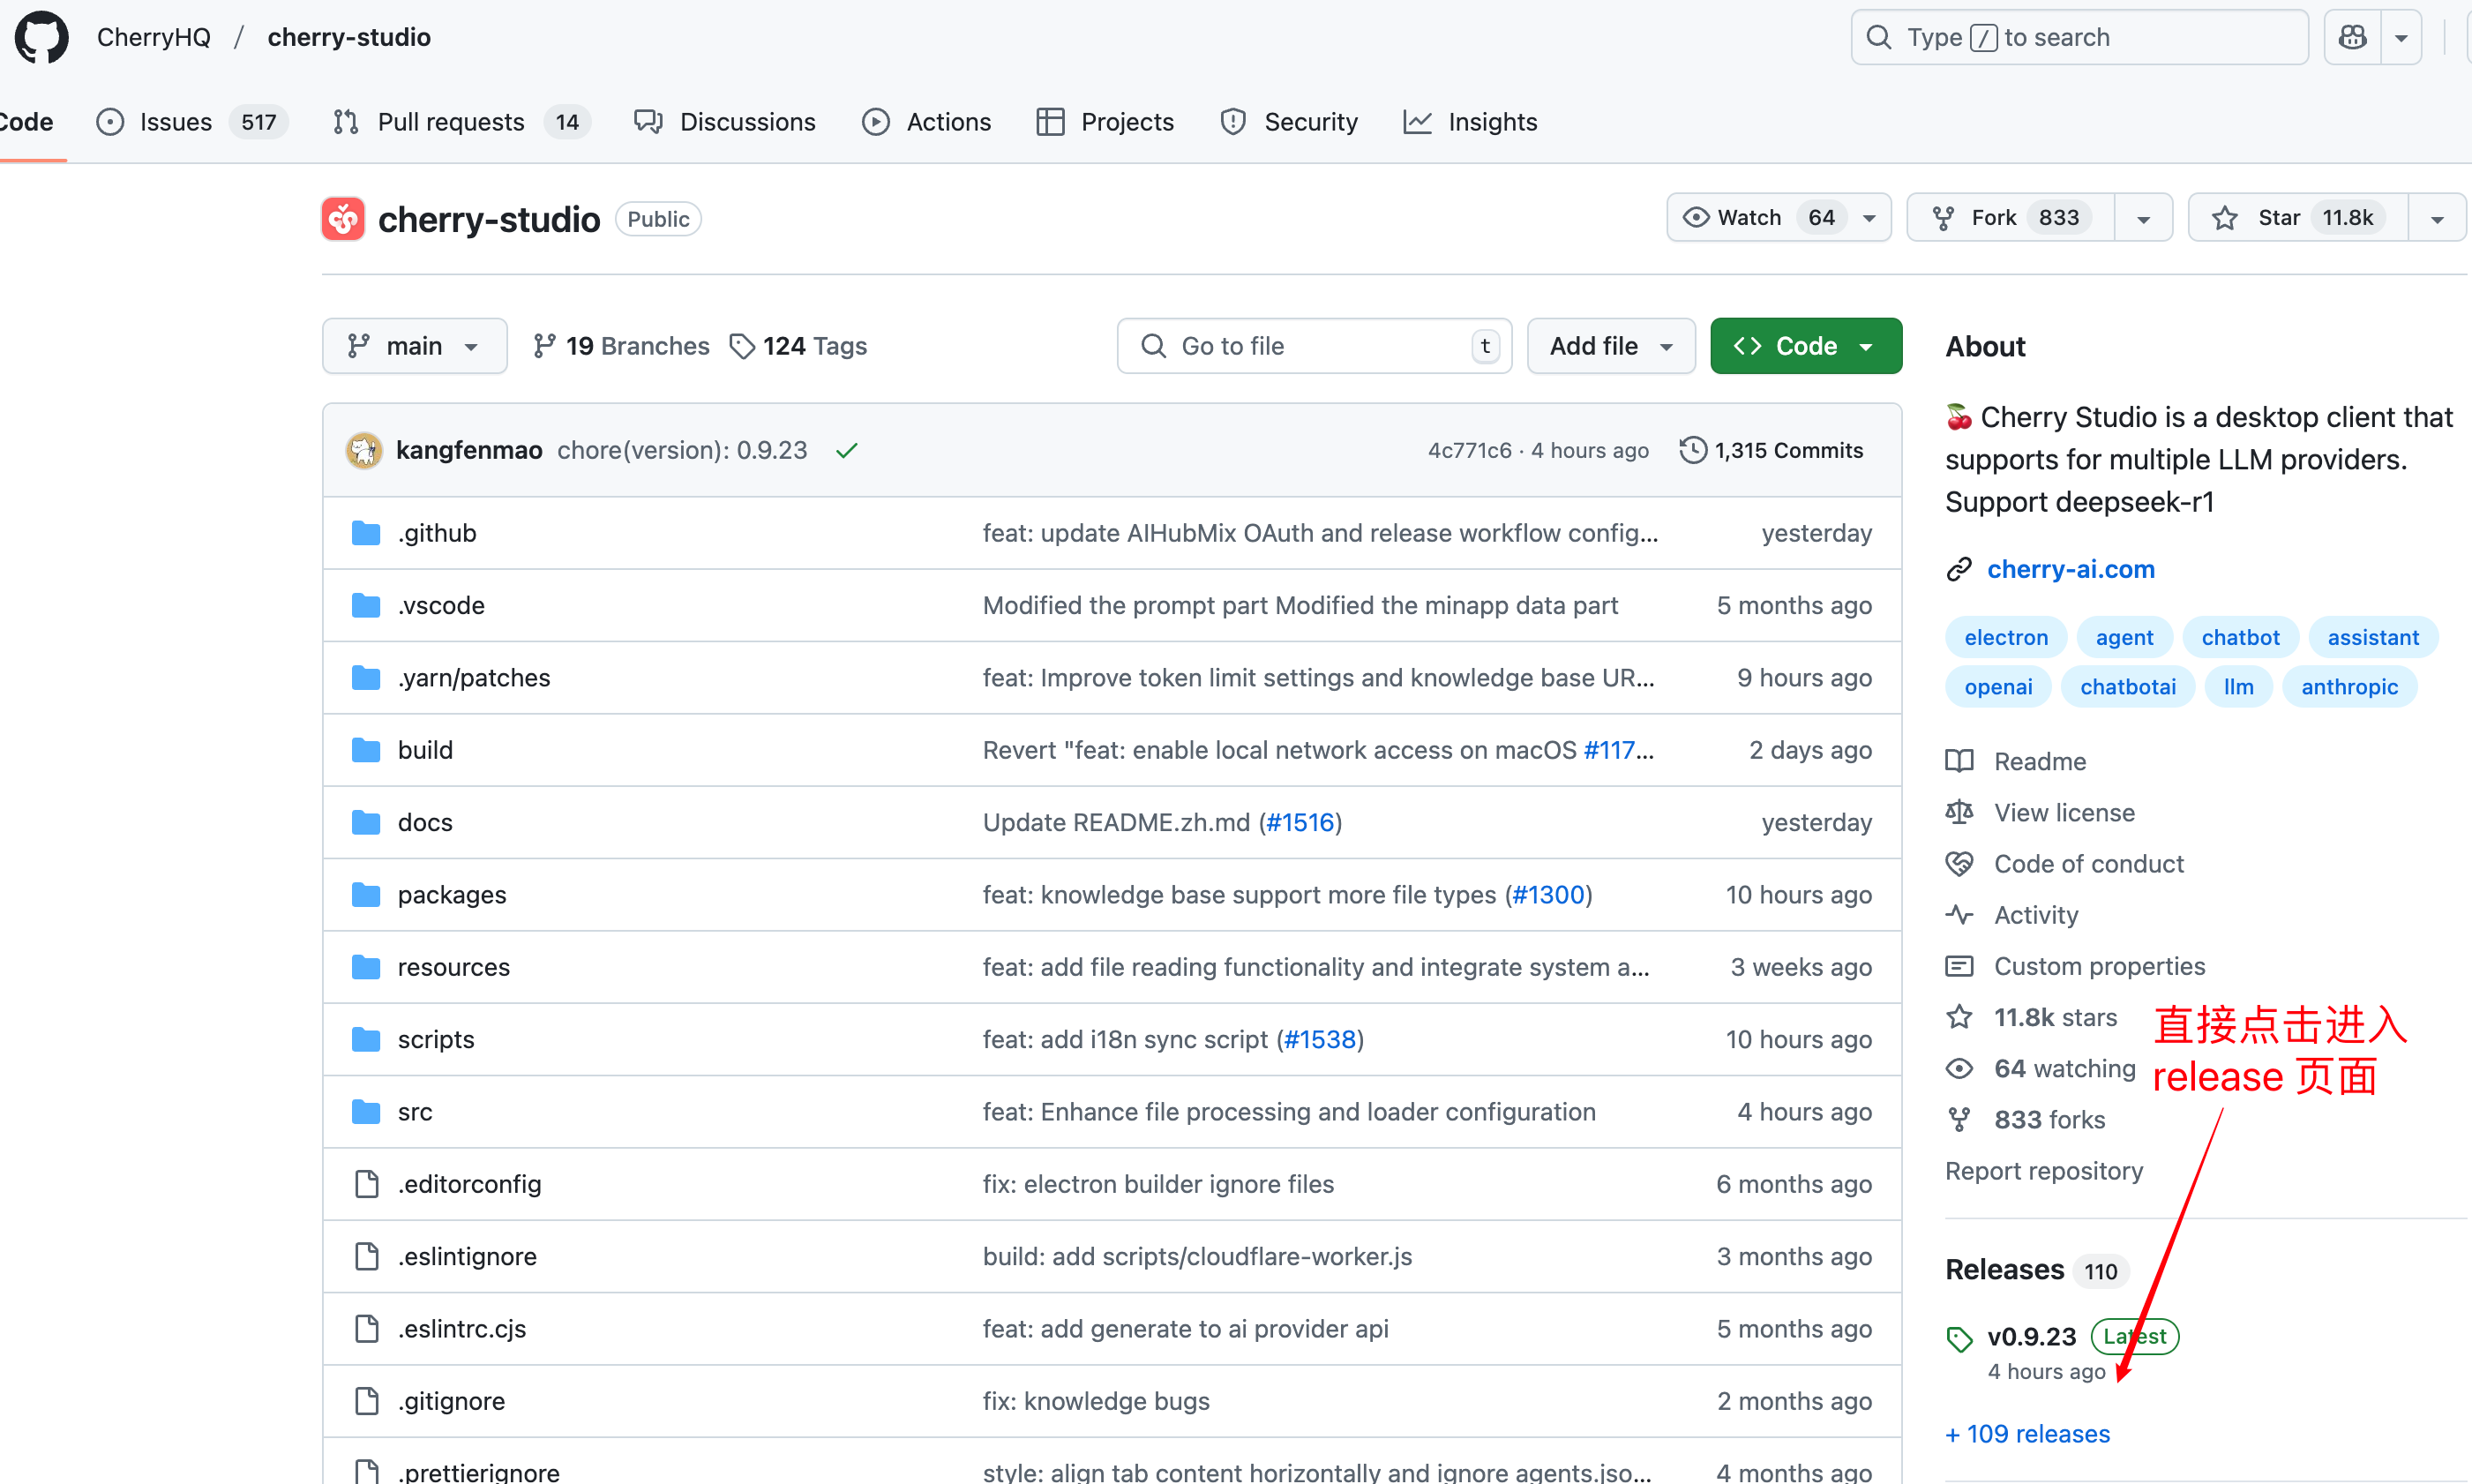 CherryHQ / cherry-studio
Type / to search
Code
Issues 517
Pull requests 14
Discussions
Actions
Projects
Security
Insights
cherry-studio Public
Watch 64
Fork 833
Star 11.8k
main
19 Branches
124 Tags
Go to file t
Add file
Code
kangfenmao chore(version): 0.9.23
4c771c6 · 4 hours ago
1,315 Commits
.github feat: update AIHubMix OAuth and release workflow config... yesterday
.vscode Modified the prompt part Modified the minapp data part 5 months ago
.yarn/patches feat: Improve token limit settings and knowledge base UR... 9 hours ago
build Revert "feat: enable local network access on macOS #117... 2 days ago
docs Update README.zh.md (#1516) yesterday
packages feat: knowledge base support more file types (#1300) 10 hours ago
resources feat: add file reading functionality and integrate system a... 3 weeks ago
scripts feat: add i18n sync script (#1538) 10 hours ago
src feat: Enhance file processing and loader configuration 4 hours ago
.editorconfig fix: electron builder ignore files 6 months ago
.eslintignore build: add scripts/cloudflare-worker.js 3 months ago
.eslintrc.cjs feat: add generate to ai provider api 5 months ago
.gitignore fix: knowledge bugs 2 months ago
.prettierignore style: align tab content horizontally and ignore agents.jso... 4 months ago
About
🍒 Cherry Studio is a desktop client that
supports for multiple LLM providers.
Support deepseek-r1
cherry-ai.com
electron agent chatbot assistant
openai chatbotai llm anthropic
Readme
View license
Code of conduct
Activity
Custom properties
11.8k stars
64 watching
833 forks
Report repository
直接点击进入
release 页面
Releases 110
v0.9.23 Latest
4 hours ago
+ 109 releases